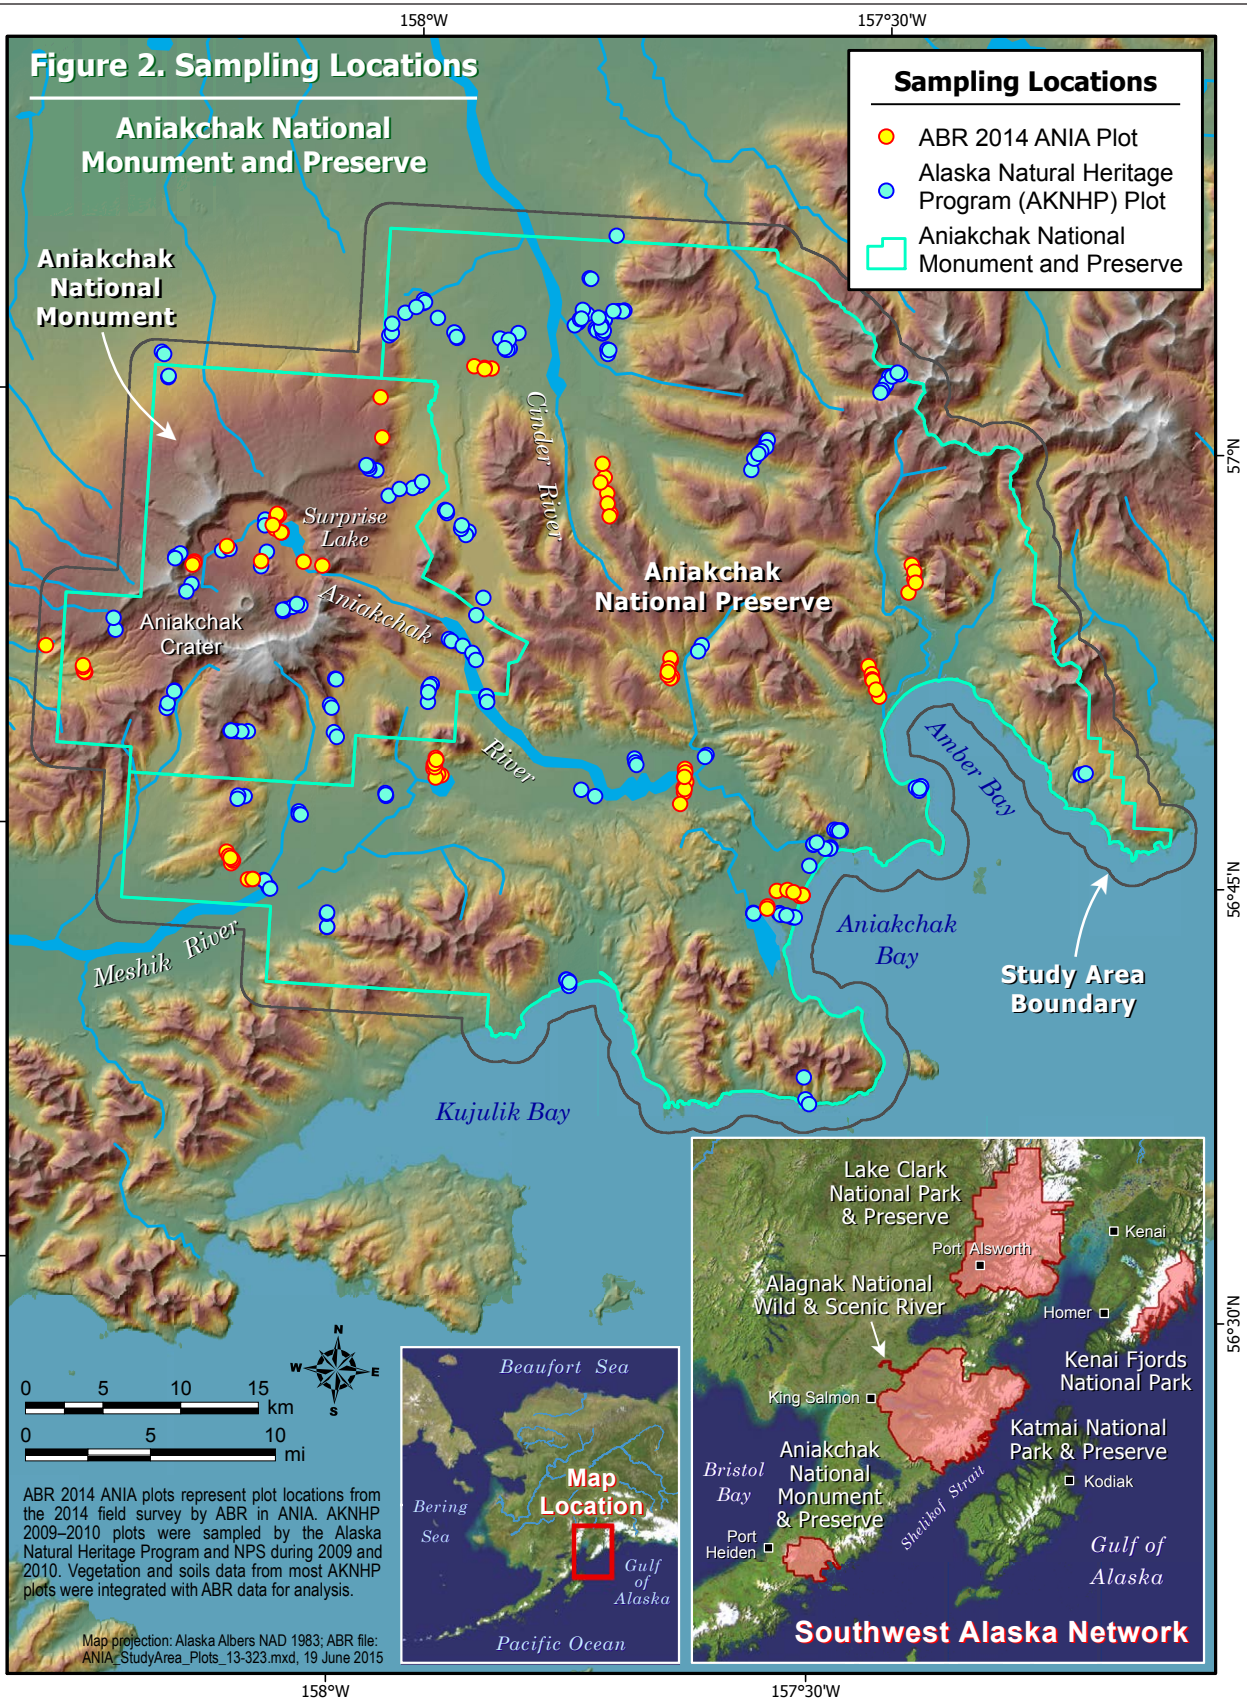 158°W
157°30'W
Figure 2. Sampling Locations
Aniakchak National
Monument and Preserve
Sampling Locations
ABR 2014 ANIA Plot
Alaska Natural Heritage
Program (AKNHP) Plot
Aniakchak National
Monument and Preserve
Aniakchak
National
Monument
Cinder River
57°N
Surprise
Lake
Aniakchak
National Preserve
Aniakchak
River
Aniakchak
Crater
Amber Bay
56°45'N
Aniakchak
Bay
Meshik River
Study Area
Boundary
Kujulik Bay
56°30'N
N
W
E
S
0 5 10 15
km
0 5 10
mi
ABR 2014 ANIA plots represent plot locations from
the 2014 field survey by ABR in ANIA. AKNHP
2009–2010 plots were sampled by the Alaska
Natural Heritage Program and NPS during 2009 and
2010. Vegetation and soils data from most AKNHP
plots were integrated with ABR data for analysis.
Map projection: Alaska Albers NAD 1983; ABR file:
ANIA_StudyArea_Plots_13-323.mxd, 19 June 2015
Beaufort Sea
Map
Location
Bering
Sea
Gulf
of
Alaska
Pacific Ocean
Lake Clark
National Park
& Preserve
Kenai
Port Alsworth
Alagnak National
Wild & Scenic River
Homer
Kenai Fjords
National Park
King Salmon
Katmai National
Park & Preserve
Aniakchak
National
Monument
& Preserve
Bristol
Bay
Shelikof Strait
Kodiak
Port
Heiden
Gulf of
Alaska
Southwest Alaska Network
158°W
157°30'W